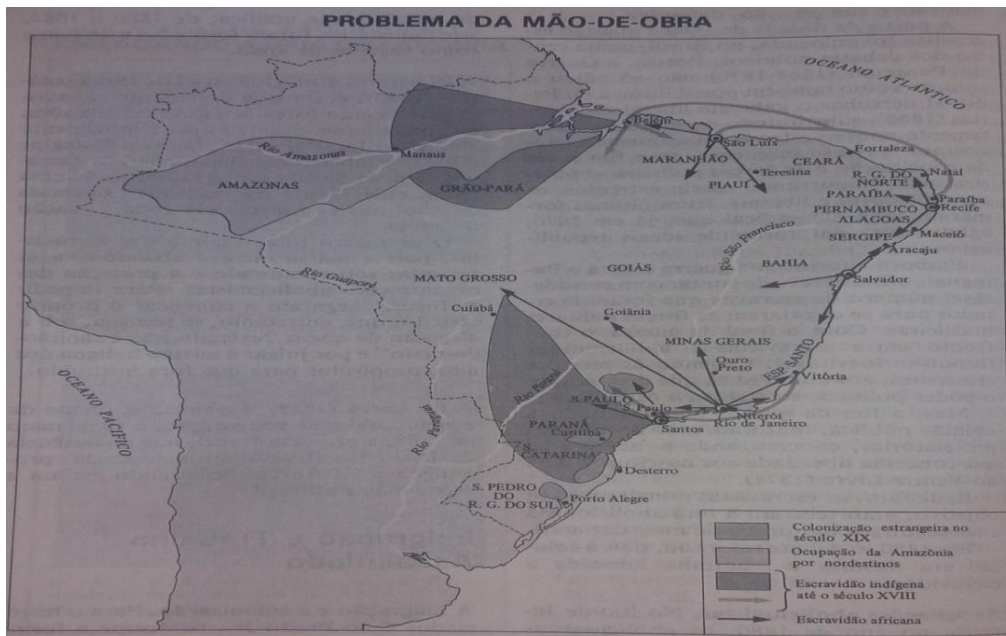 PROBLEMA DA MÃO-DE-OBRA
OCEANO ATLÂNTICO
Belém
São Luís
Rio Amazonas
Manaus
MARANHÃO
CEARÁ
Fortaleza
Teresina
R. G. DO
NORTE
Natal
AMAZONAS
GRÃO-PARÁ
PIAUI
PARAÍBA
Paraíba
PERNAMBUCO
Recife
ALAGOAS
Maceió
SERGIPE
Aracaju
Rio São Francisco
Rio Guaporé
MATO GROSSO
GOIÁS
BAHIA
Salvador
Cuiabá
Goiânia
MINAS GERAIS
Ouro
Preto
ESP. SANTO
Vitória
OCEANO PACÍFICO
Rio Paraná
S. PAULO
S. Paulo
Niterói
Rio de Janeiro
Santos
Rio
PARANÁ
Curitiba
S.
CATARINA
Desterro
S. PEDRO
DO
R. G. DO SUL
Porto Alegre
Colonização estrangeira no
século XIX
Ocupação da Amazônia
por nordestinos
Escravidão indígena
até o século XVIII
Escravidão africana